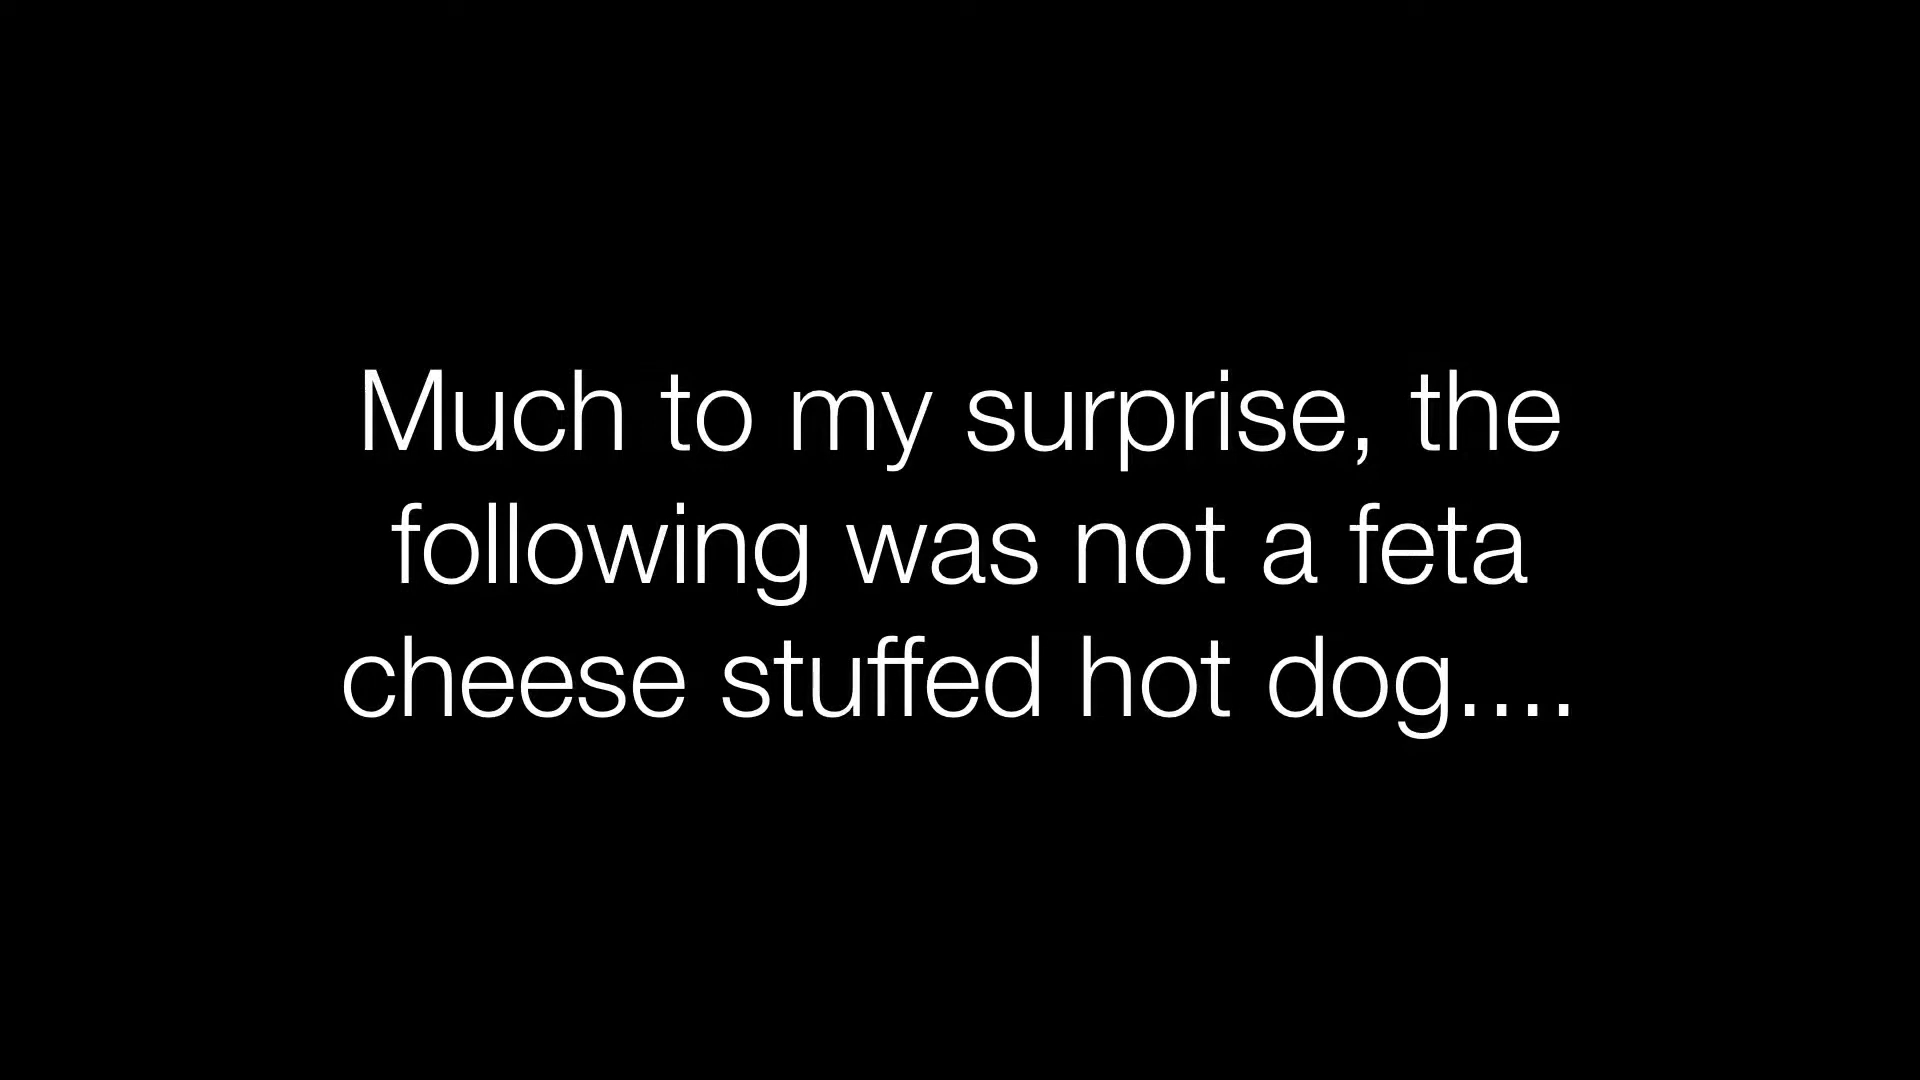 Much to my surprise, the
following was not a feta
cheese stuffed hot dog....